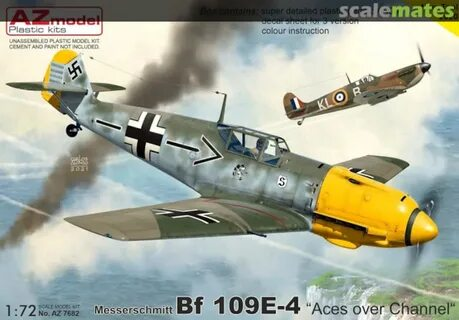 AZmodel
Plastic kits
UNASSEMBLED PLASTIC MODEL KIT.
CEMENT AND PAINT NOT INCLUDED.
scalemates
Box contains: super detailed plastic
decal sheet for 3 version
colour instruction
KL B
S
2021
1:72
SCALE MODEL KIT
No. AZ 7682
Messerschmitt Bf 109E-4 "Aces over Channel"